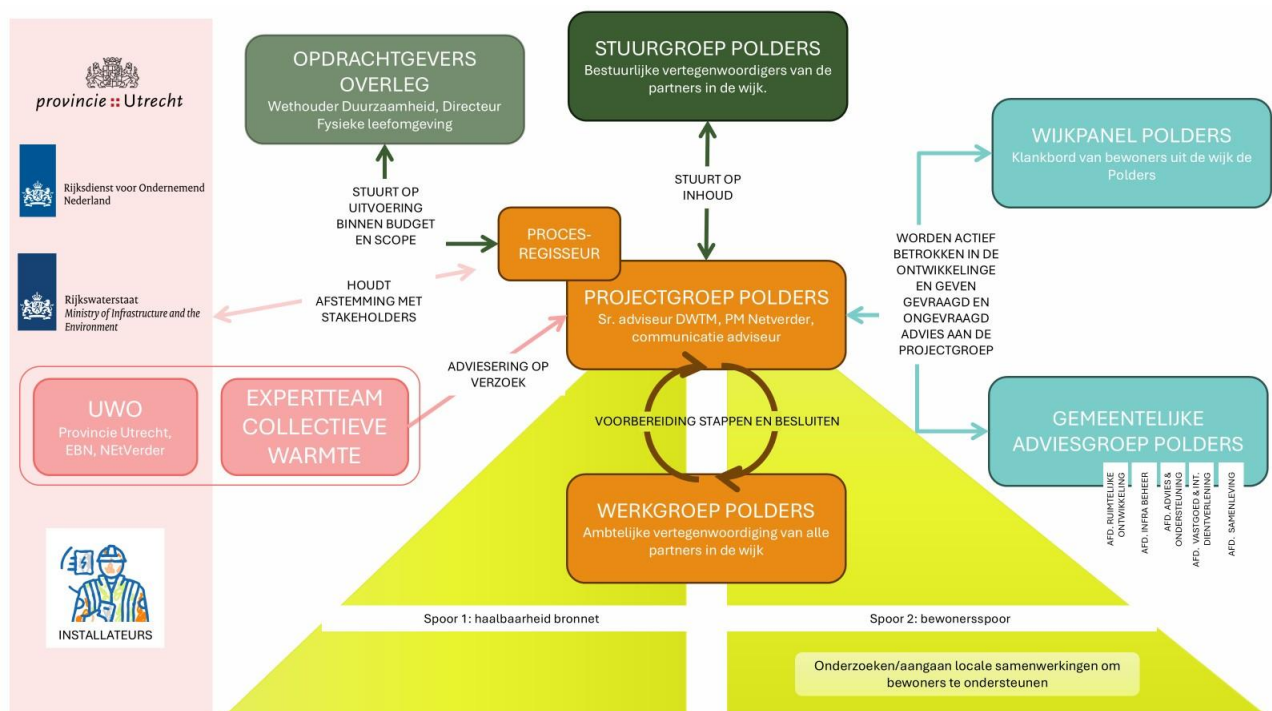 provincie :: Utrecht
Rijksdienst voor Ondernemend
Nederland
Rijkswaterstaat
Ministry of Infrastructure and the
Environment
UWO
Provincie Utrecht,
EBN, NEtVerder
EXPERTTEAM
COLLECTIEVE
WARMTE
INSTALLATEURS
OPDRACHTGEVERS
OVERLEG
Wethouder Duurzaamheid, Directeur
Fysieke leefomgeving
STUURT OP
UITVOERING
BINNEN BUDGET
EN SCOPE
HOUDT
AFSTEMMING MET
STAKEHOLDERS
ADVIESERING OP
VERZOEK
STUURGROEP POLDERS
Bestuurlijke vertegenwoordigers van de
partners in de wijk.
STUURT OP
INHOUD
PROCES-
REGISSEUR
PROJECTGROEP POLDERS
Sr. adviseur DWTM, PM Netverder,
communicatie adviseur
VOORBEREIDING STAPPEN EN BESLUITEN
WERKGROEP POLDERS
Ambtelijke vertegenwoordiging van alle
partners in de wijk
WIJKPANEL POLDERS
Klankbord van bewoners uit de wijk de
Polders
WORDEN ACTIEF
BETROKKEN IN DE
ONTWIKKELINGE
EN GEVEN
GEVRAAGD EN
ONGEVRAAGD
ADVIES AAN DE
PROJECTGROEP
GEMEENTELIJKE
ADVIESGROEP POLDERS
AFD. RUIMTELIJKE
ONTWIKKELING
AFD. INFRA BEHEER
AFD. ADVIES &
ONDERSTEUNING
AFD. VASTGOED & INT.
DIENTVERLENING
AFD. SAMENLEVING
Spoor 1: haalbaarheid bronnet
Spoor 2: bewonersspoor
Onderzoeken/aangaan locale samenwerkingen om
bewoners te ondersteunen